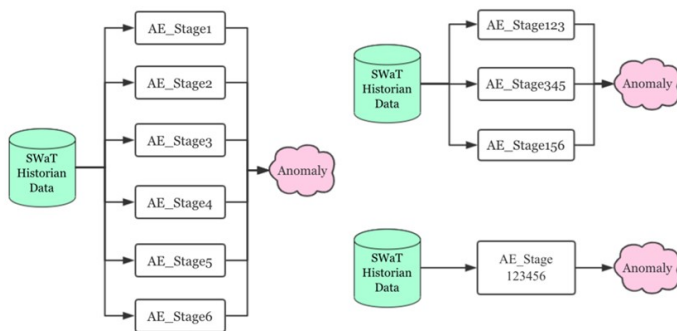 SWaT
Historian
Data
AE_Stage1
AE_Stage2
AE_Stage3
AE_Stage4
AE_Stage5
AE_Stage6
Anomaly
SWaT
Historian
Data
AE_Stage123
AE_Stage345
AE_Stage156
Anomaly
SWaT
Historian
Data
AE_Stage
123456
Anomaly